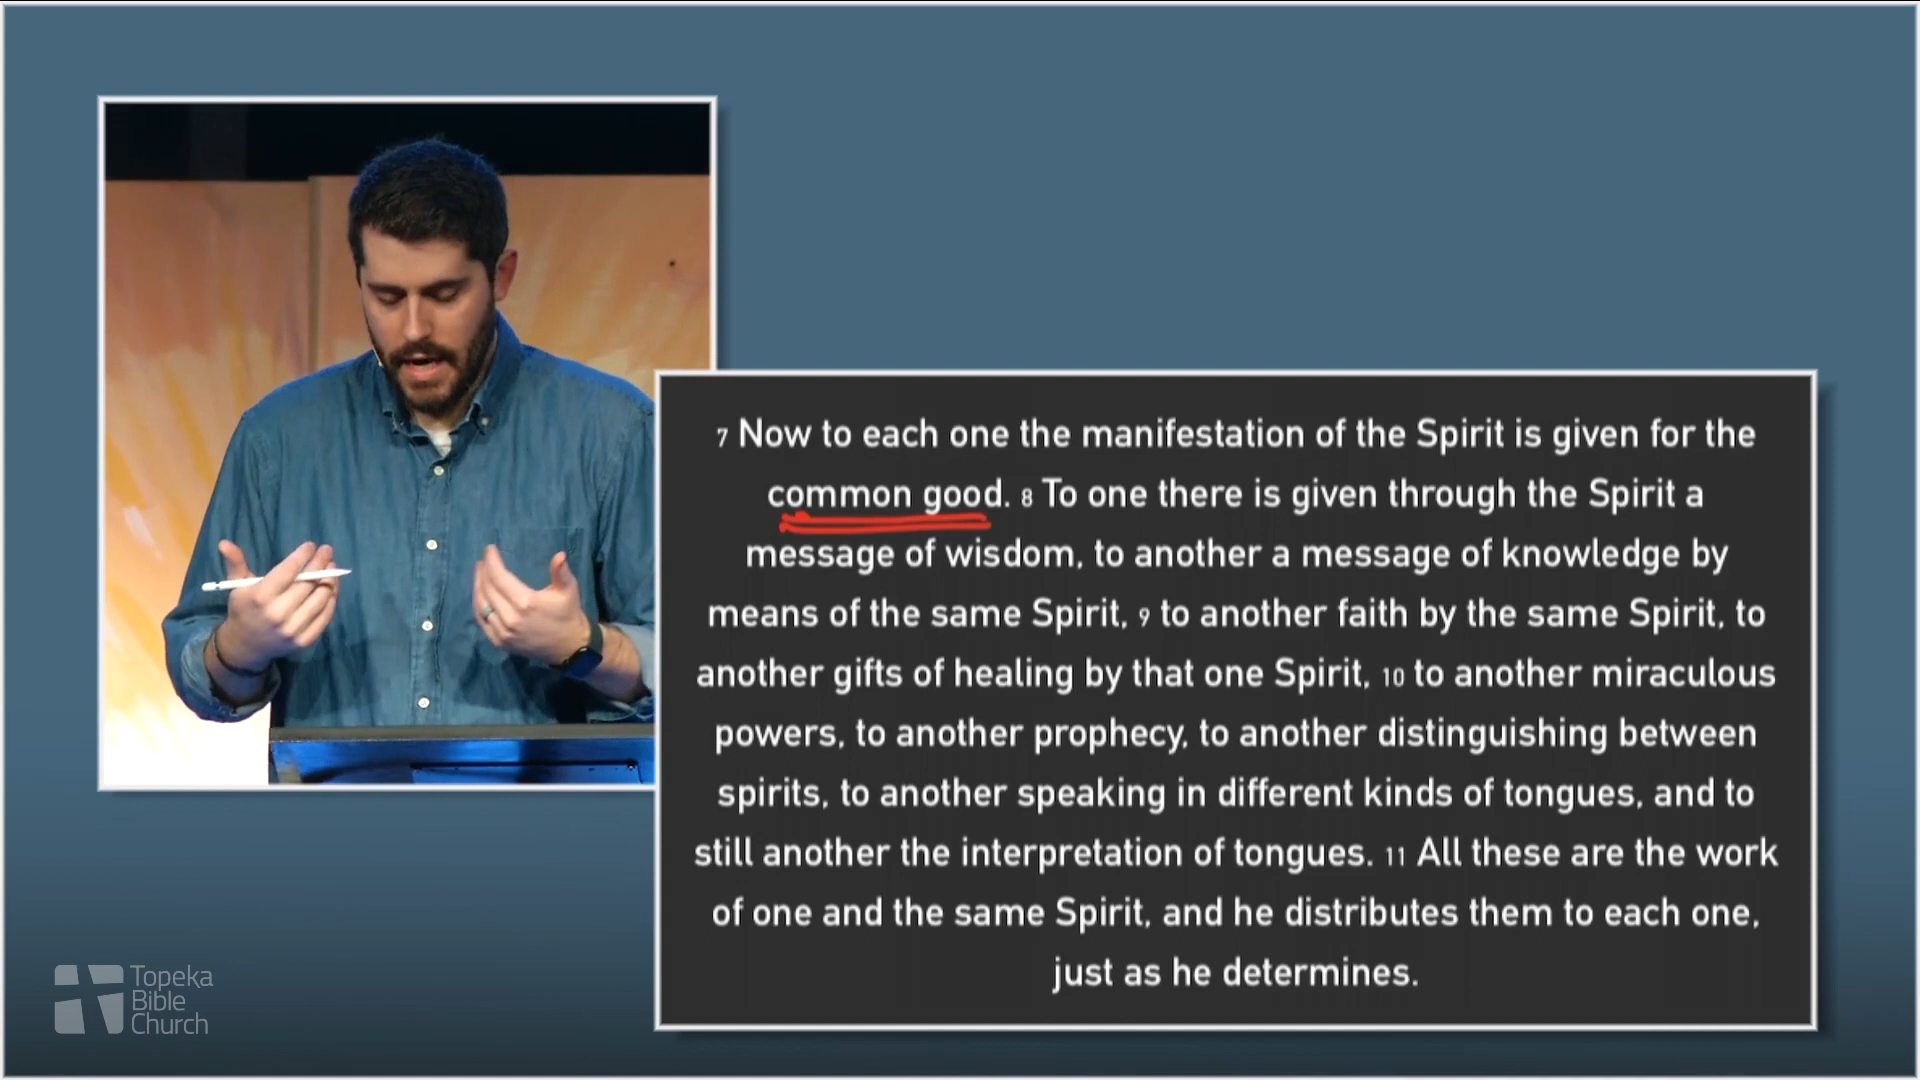 7 Now to each one the manifestation of the Spirit is given for the
common good. 8 To one there is given through the Spirit a
message of wisdom, to another a message of knowledge by
means of the same Spirit, 9 to another faith by the same Spirit, to
another gifts of healing by that one Spirit, 10 to another miraculous
powers, to another prophecy, to another distinguishing between
spirits, to another speaking in different kinds of tongues, and to
still another the interpretation of tongues. 11 All these are the work
of one and the same Spirit, and he distributes them to each one,
just as he determines.
Topeka
Bible
Church